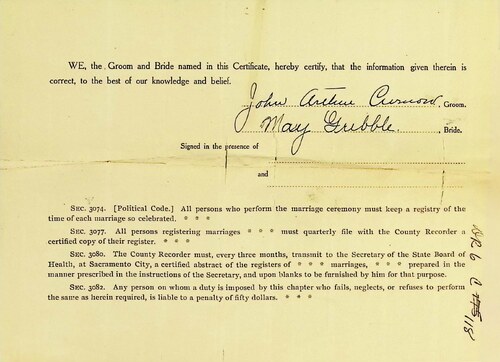 WE, the Groom and Bride named in this Certificate, hereby certify, that the information given therein is
correct, to the best of our knowledge and belief.
John Arthur Curnow Groom.
May Gribble. Bride.
Signed in the presence of
and
SEC. 3074. [Political Code.] All persons who perform the marriage ceremony must keep a registry of the
time of each marriage so celebrated. * * *
SEC. 3077. All persons registering marriages * * * must quarterly file with the County Recorder a
certified copy of their register. * * *
SEC. 3080. The County Recorder must, every three months, transmit to the Secretary of the State Board of
Health, at Sacramento City, a certified abstract of the registers of * * * marriages, * * * prepared in the
manner prescribed in the instructions of the Secretary, and upon blanks to be furnished by him for that purpose.
SEC. 3082. Any person on whom a duty is imposed by this chapter who fails, neglects, or refuses to perform
the same as herein required, is liable to a penalty of fifty dollars. * * *
118